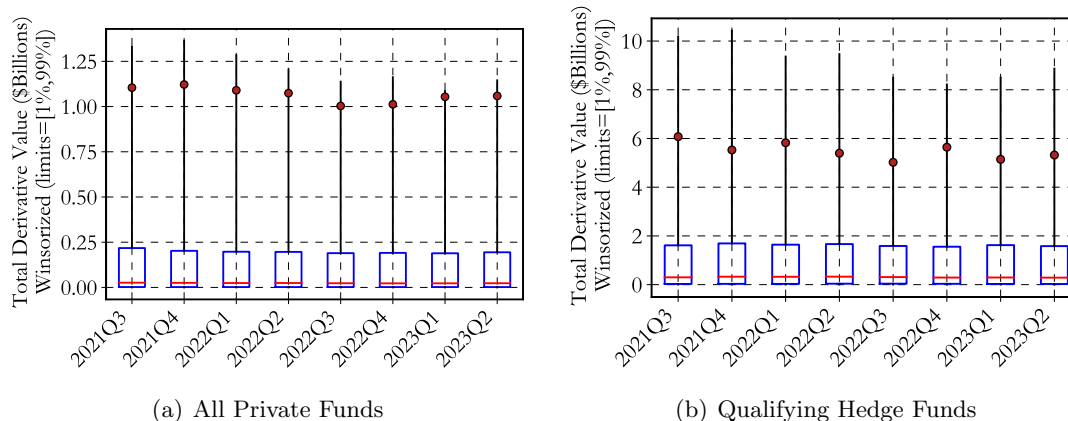 Total Derivative Value ($Billions)
Winsorized (limits=[1%,99%])
1.25
1.00
0.75
0.50
0.25
0.00
2021Q3
2021Q4
2022Q1
2022Q2
2022Q3
2022Q4
2023Q1
2023Q2
(a) All Private Funds
Total Derivative Value ($Billions)
Winsorized (limits=[1%,99%])
10
8
6
4
2
0
2021Q3
2021Q4
2022Q1
2022Q2
2022Q3
2022Q4
2023Q1
2023Q2
(b) Qualifying Hedge Funds